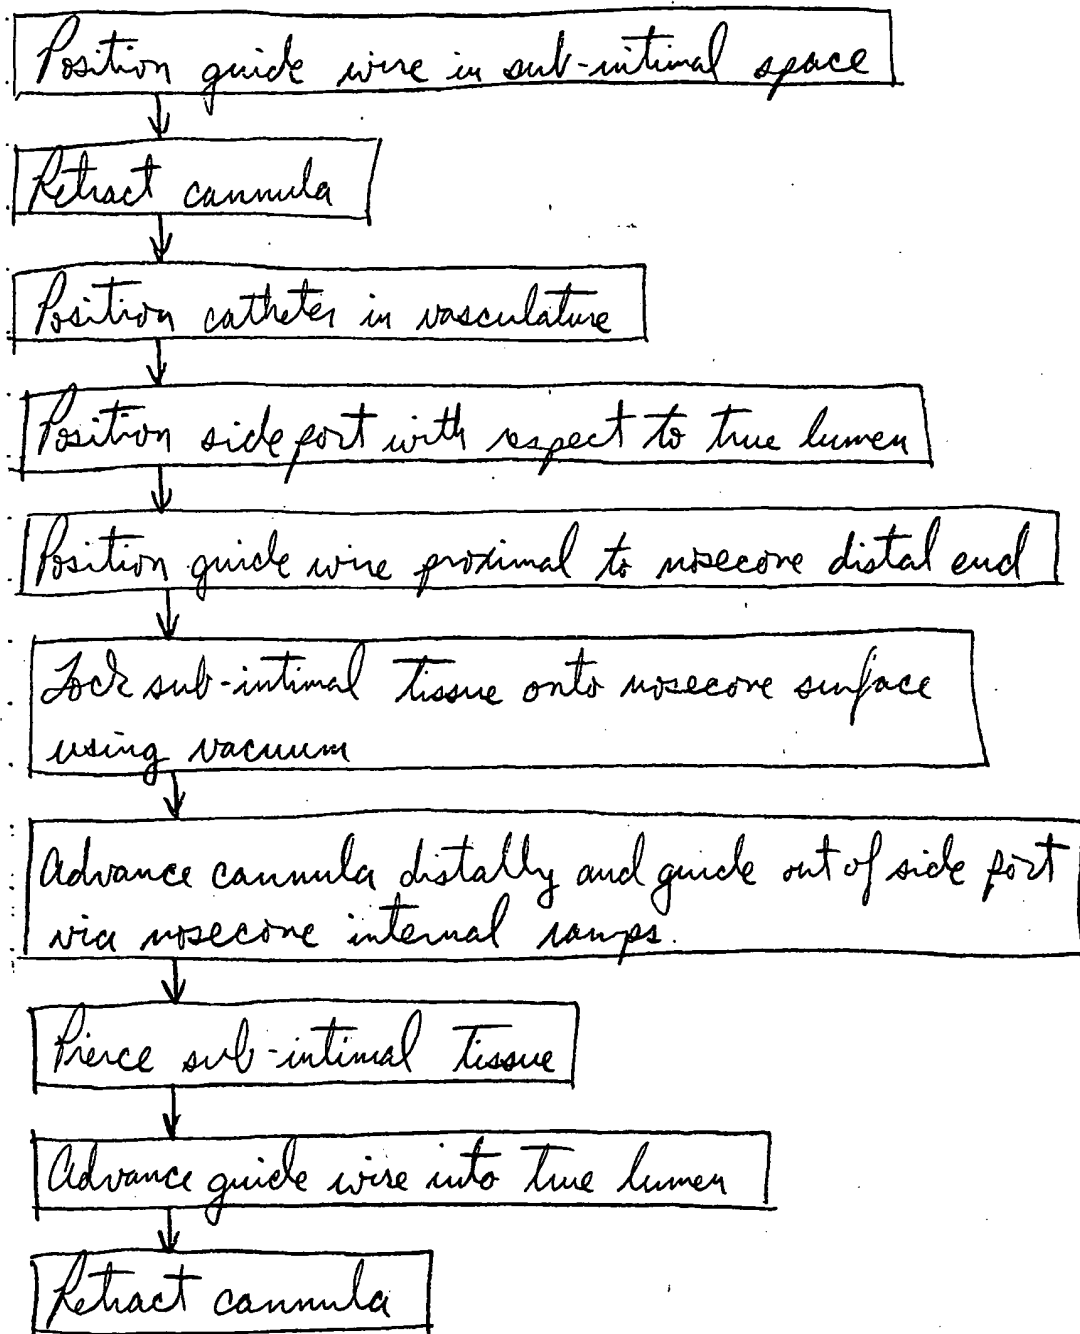 Position guide wire in sub-intimal space
Retract cannula
Position catheter in vasculature
Position side port with respect to true lumen
Position guide wire proximal to nosecone distal end
Lock sub-intimal tissue onto nosecone surface
using vacuum
Advance cannula distally and guide out of side port
via nosecone internal ramps.
Pierce sub-intimal tissue
Advance guide wire into true lumen
Retract cannula